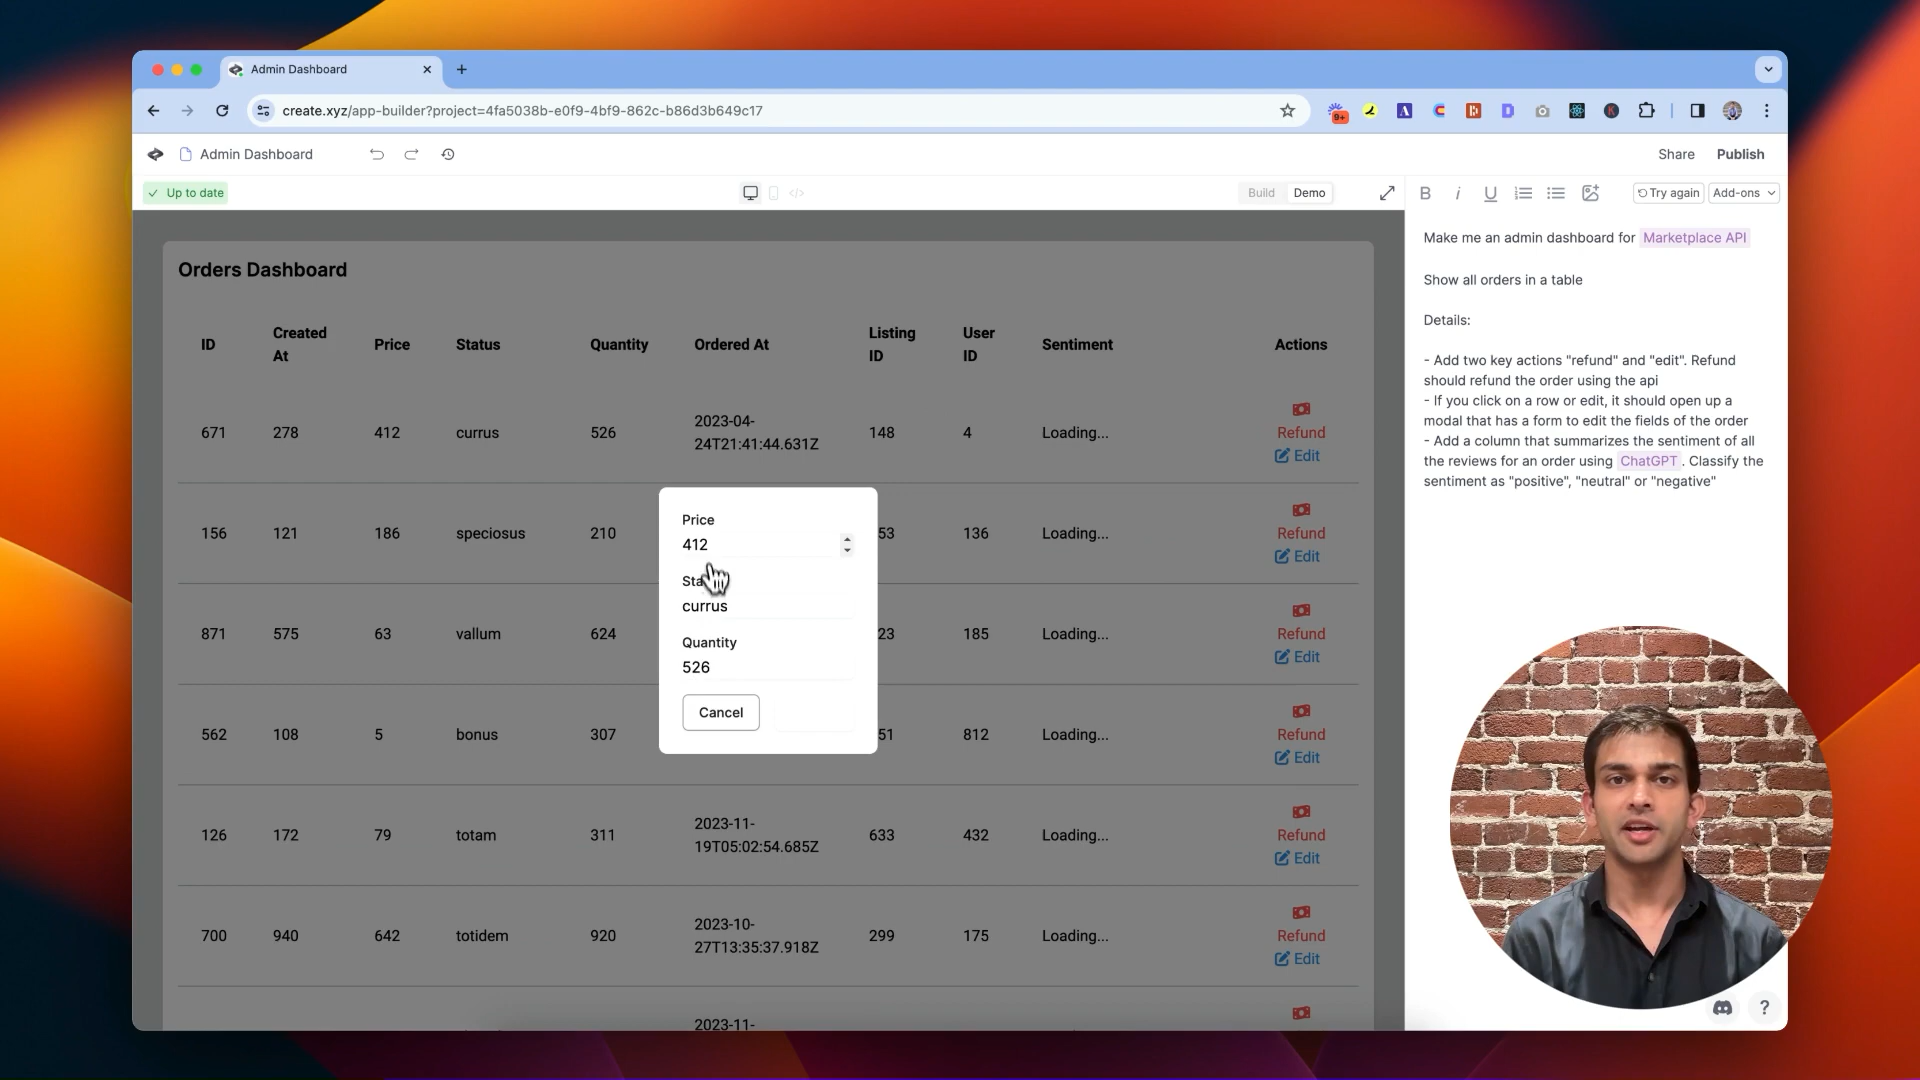 Admin Dashboard
create.xyz/app-builder?project=4fa5038b-e0f9-4bf9-862c-b86d3b649c17
9+
Admin Dashboard
Share
Publish
Up to date
Build
Demo
Try again
Add-ons
Orders Dashboard
ID Created At Price Status Quantity Ordered At Listing ID User ID Sentiment Actions
671 278 412 currus 526 2023-04-24T21:41:44.631Z 148 4 Loading... Refund Edit
156 121 186 speciosus 210 53 136 Loading... Refund Edit
871 575 63 vallum 624 23 185 Loading... Refund Edit
562 108 5 bonus 307 51 812 Loading... Refund Edit
126 172 79 totam 311 2023-11-19T05:02:54.685Z 633 432 Loading... Refund Edit
700 940 642 totidem 920 2023-10-27T13:35:37.918Z 299 175 Loading... Refund Edit
2023-11-
Price
412
Sta
currus
Quantity
526
Cancel
Make me an admin dashboard for Marketplace API
Show all orders in a table
Details:
- Add two key actions "refund" and "edit". Refund
should refund the order using the api
- If you click on a row or edit, it should open up a
modal that has a form to edit the fields of the order
- Add a column that summarizes the sentiment of all
the reviews for an order using ChatGPT. Classify the
sentiment as "positive", "neutral" or "negative"
?